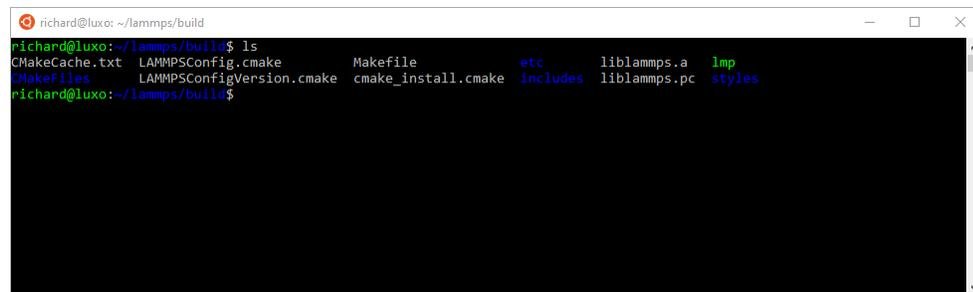 richard@luxo: ~/lammps/build
richard@luxo:~/lammps/build$ ls
CMakeCache.txt  LAMMPSConfig.cmake         Makefile             etc       liblammps.a   lmp
CMakeFiles      LAMMPSConfigVersion.cmake  cmake_install.cmake  includes  liblammps.pc  styles
richard@luxo:~/lammps/build$